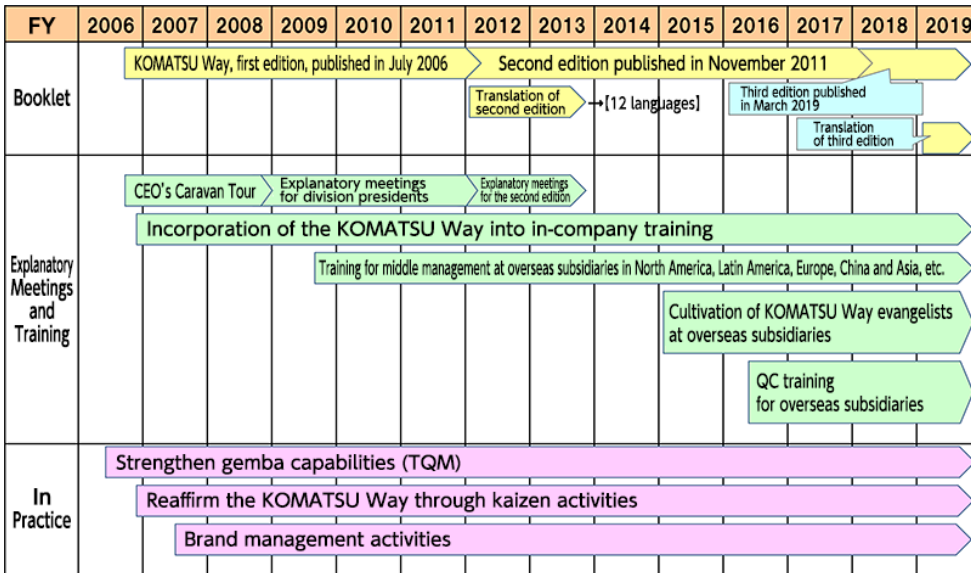 FY 2006 2007 2008 2009 2010 2011 2012 2013 2014 2015 2016 2017 2018 2019
Booklet
KOMATSU Way, first edition, published in July 2006
Second edition published in November 2011
Translation of
second edition
→[12 languages]
Third edition published
in March 2019
Translation
of third edition
Explanatory
Meetings
and
Training
CEO's Caravan Tour
Explanatory meetings
for division presidents
Explanatory meetings
for the second edition
Incorporation of the KOMATSU Way into in-company training
Training for middle management at overseas subsidiaries in North America, Latin America, Europe, China and Asia, etc.
Cultivation of KOMATSU Way evangelists
at overseas subsidiaries
QC training
for overseas subsidiaries
In
Practice
Strengthen gemba capabilities (TQM)
Reaffirm the KOMATSU Way through kaizen activities
Brand management activities